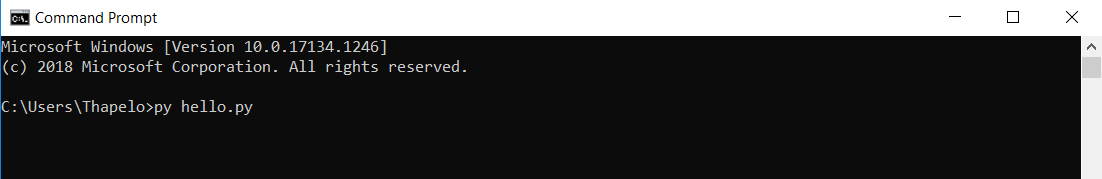 Command Prompt
Microsoft Windows [Version 10.0.17134.1246]
(c) 2018 Microsoft Corporation. All rights reserved.
C:\Users\Thapelo>py hello.py